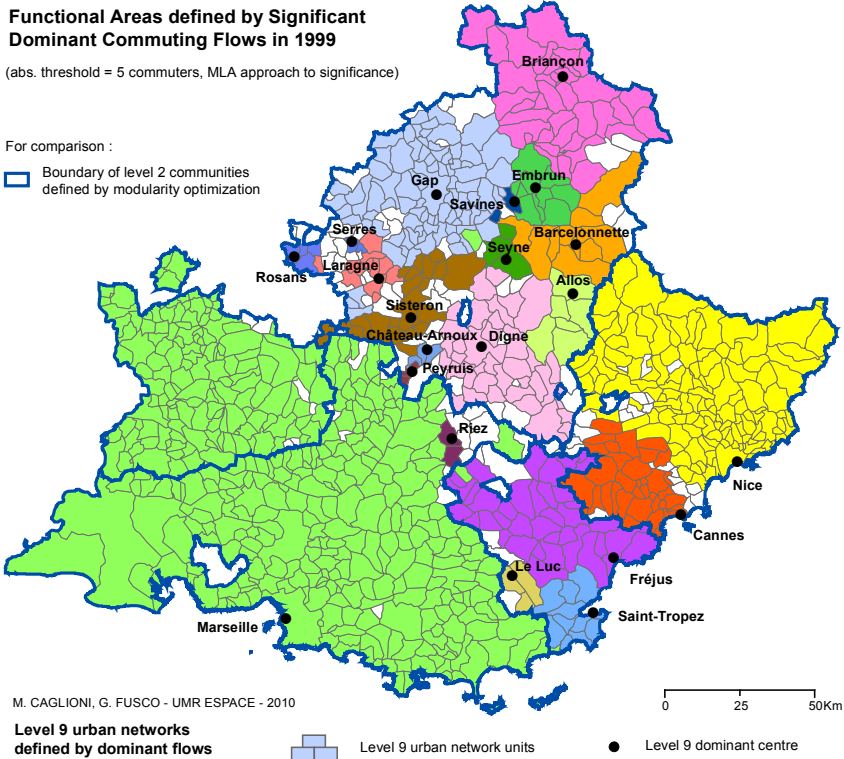 Functional Areas defined by Significant
Dominant Commuting Flows in 1999
(abs. threshold = 5 commuters, MLA approach to significance)
For comparison :
Boundary of level 2 communities
defined by modularity optimization
Briançon
Gap
Embrun
Savines
Serres
Barcelonnette
Seyne
Rosans
Laragne
Allos
Sisteron
Château-Arnoux
Digne
Peyruis
Riez
Nice
Cannes
Le Luc
Fréjus
Saint-Tropez
Marseille
M. CAGLIONI, G. FUSCO - UMR ESPACE - 2010
0 25 50Km
Level 9 urban networks
defined by dominant flows
Level 9 urban network units
Level 9 dominant centre